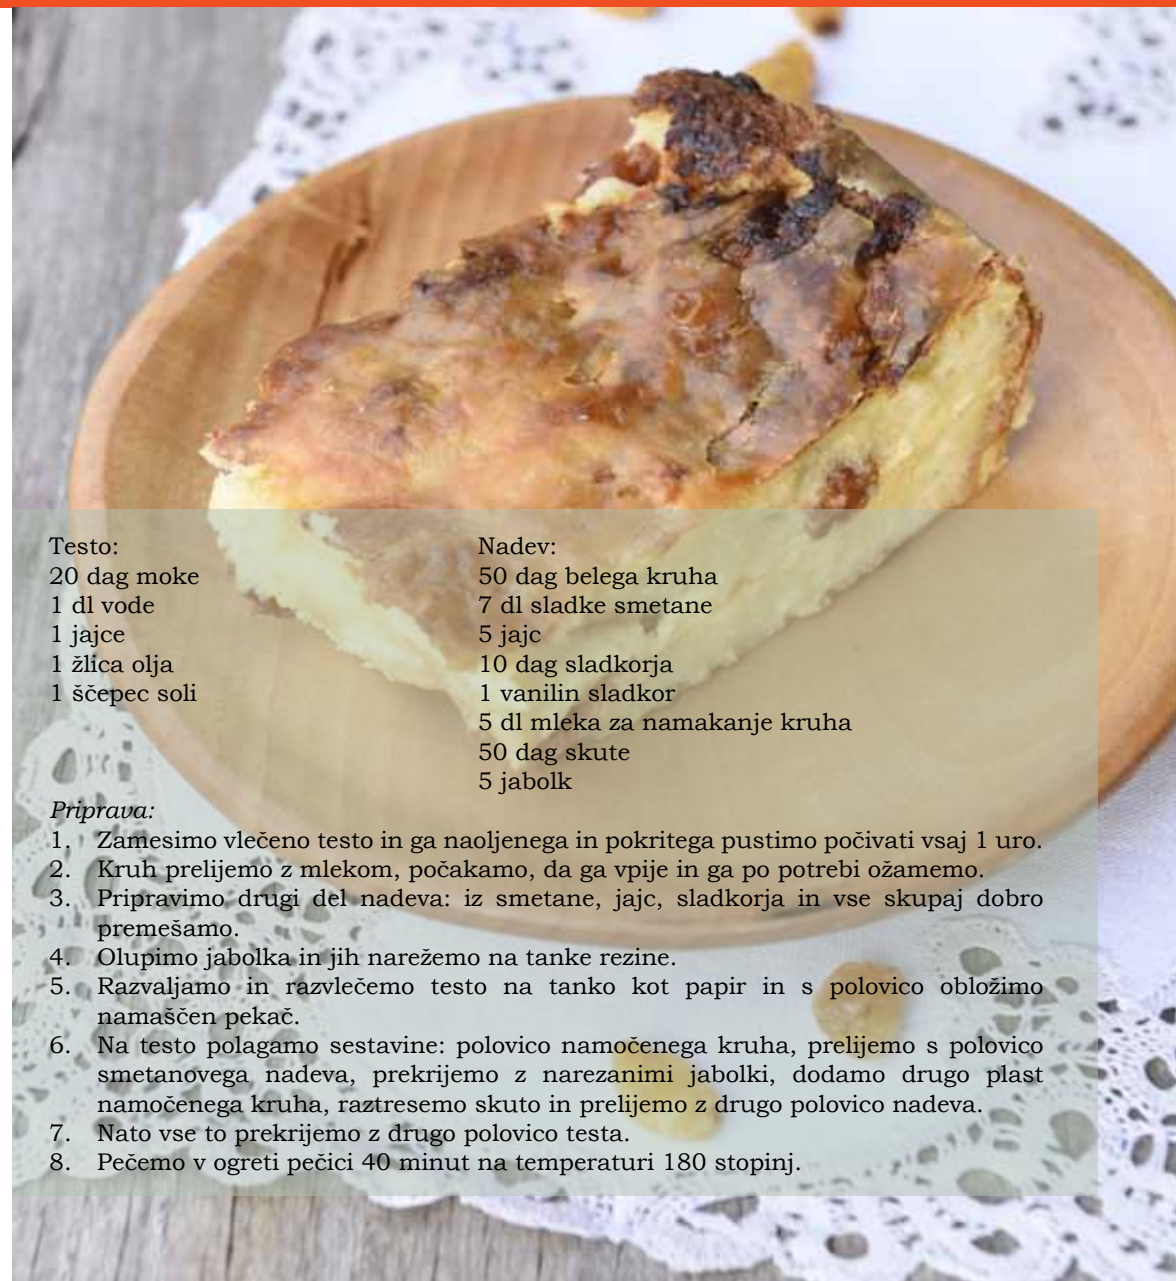 Testo:
20 dag moke
1 dl vode
1 jajce
1 žlica olja
1 ščepec soli
Nadev:
50 dag belega kruha
7 dl sladke smetane
5 jajc
10 dag sladkorja
1 vanilin sladkor
5 dl mleka za namakanje kruha
50 dag skute
5 jabolk
Priprava:
1. Zamesimo vlečeno testo in ga naoljenega in pokritega pustimo počivati vsaj 1 uro.
2. Kruh prelijemo z mlekom, počakamo, da ga vpije in ga po potrebi ožamemo.
3. Pripravimo drugi del nadeva: iz smetane, jajc, sladkorja in vse skupaj dobro
premešamo.
4. Olupimo jabolka in jih narežemo na tanke rezine.
5. Razvaljamo in razvlečemo testo na tanko kot papir in s polovico obložimo
namaščen pekač.
6. Na testo polagamo sestavine: polovico namočenega kruha, prelijemo s polovico
smetanovega nadeva, prekrijemo z narezanimi jabolki, dodamo drugo plast
namočenega kruha, raztresemo skuto in prelijemo z drugo polovico nadeva.
7. Nato vse to prekrijemo z drugo polovico testa.
8. Pečemo v ogreti pečici 40 minut na temperaturi 180 stopinj.